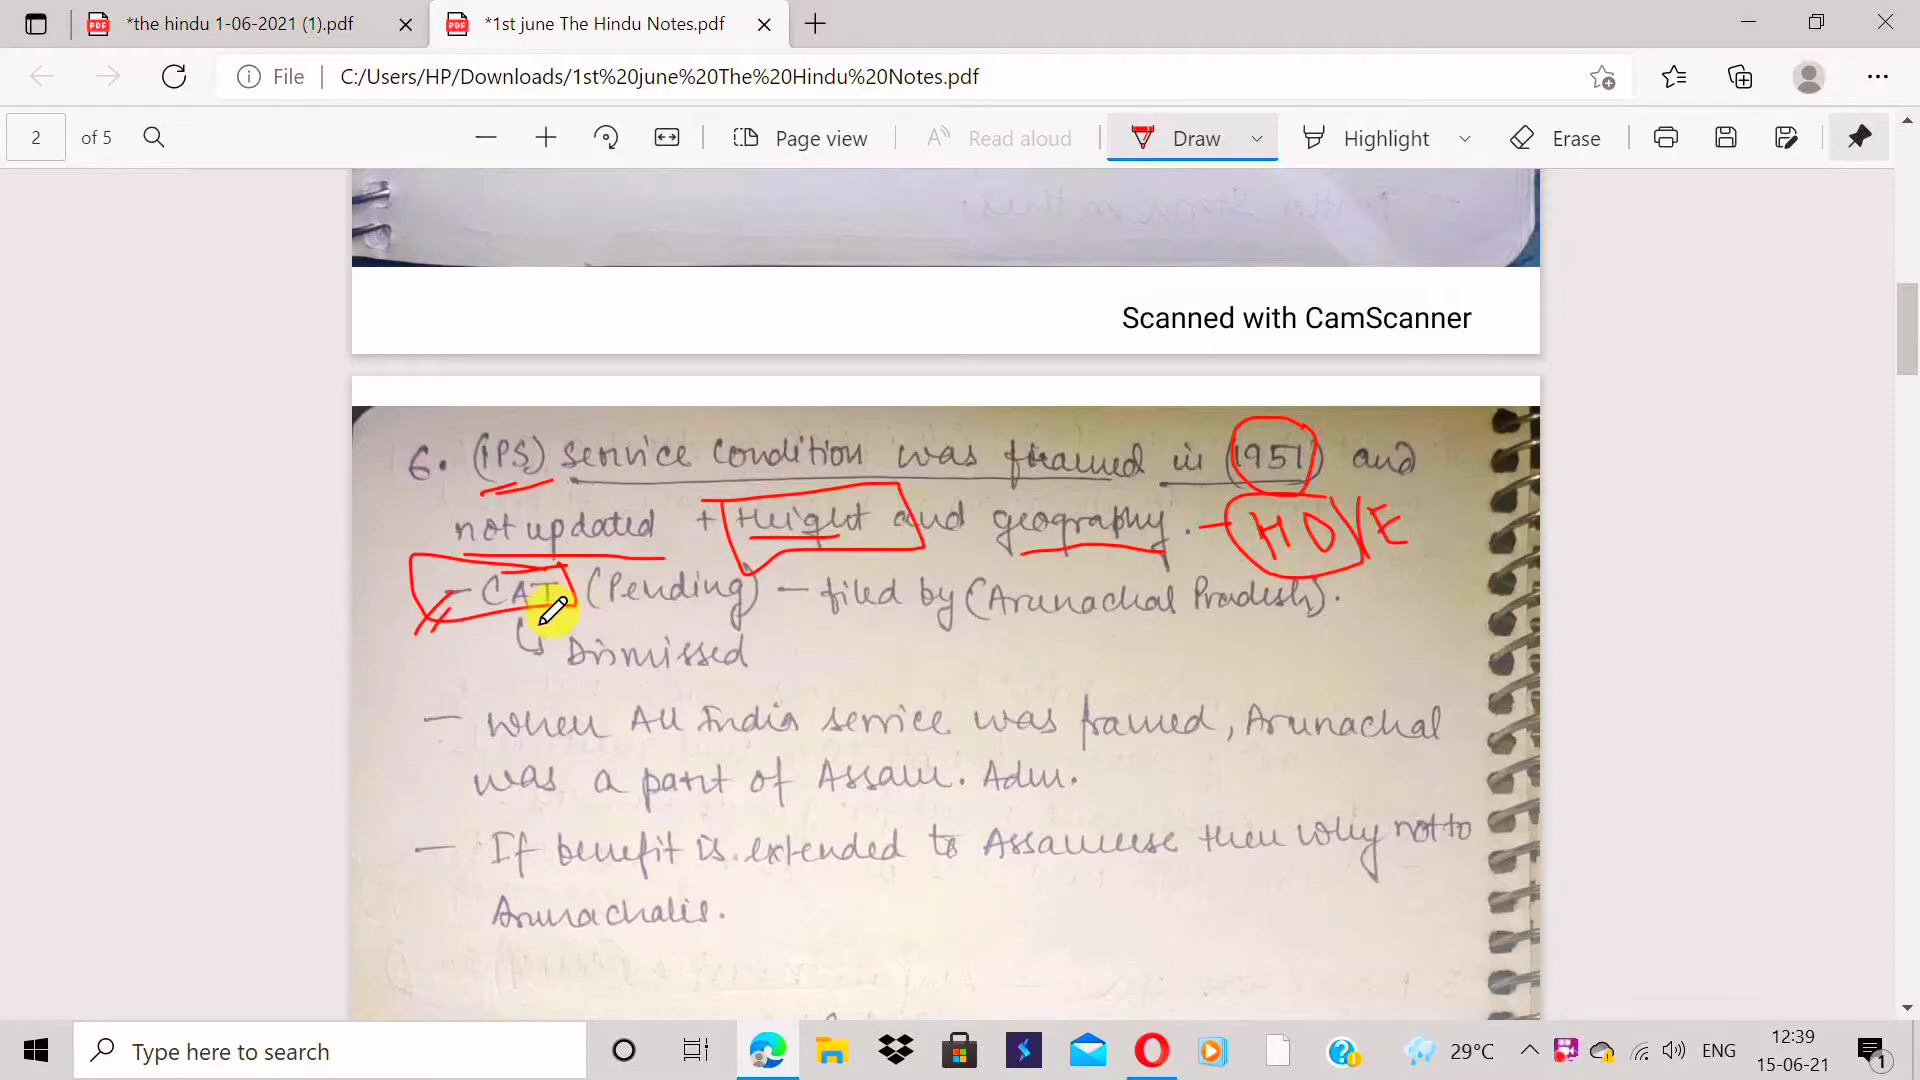 *the hindu 1-06-2021 (1).pdf
*1st june The Hindu Notes.pdf
File
C:/Users/HP/Downloads/1st%20june%20The%20Hindu%20Notes.pdf
2 of 5
Page view
Read aloud
Draw
Highlight
Erase
Scanned with CamScanner
6. (IPS) service condition was framed in (1951) and
not updated + Height and geography. -
- CAT (Pending) - filed by (Arunachal Pradesh).
Dismissed
- When All India service was framed, Arunachal
was a part of Assam. Adm.
- If benefit is extended to Assamese then why not to
Arunachalis.
Type here to search
29°C
ENG
12:39
15-06-21
1